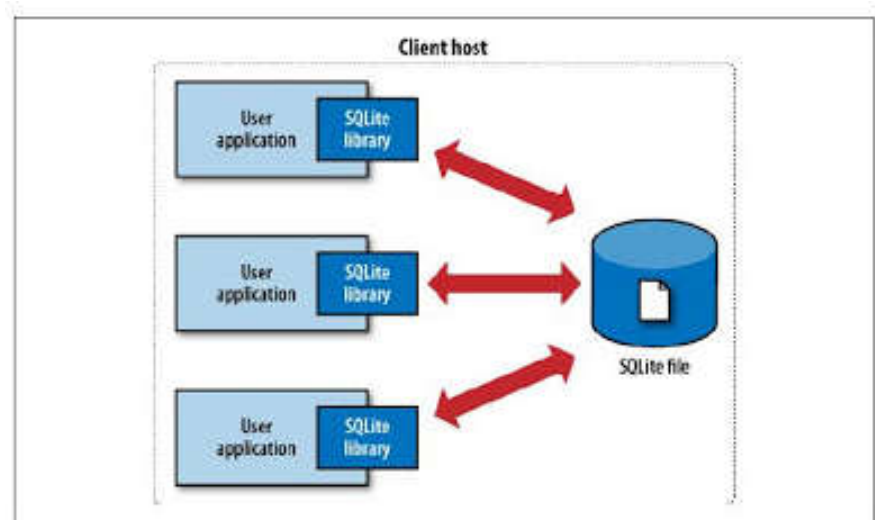 Client host
User
application
SQLite
library
User
application
SQLite
library
SQLite file
User
application
SQLite
library